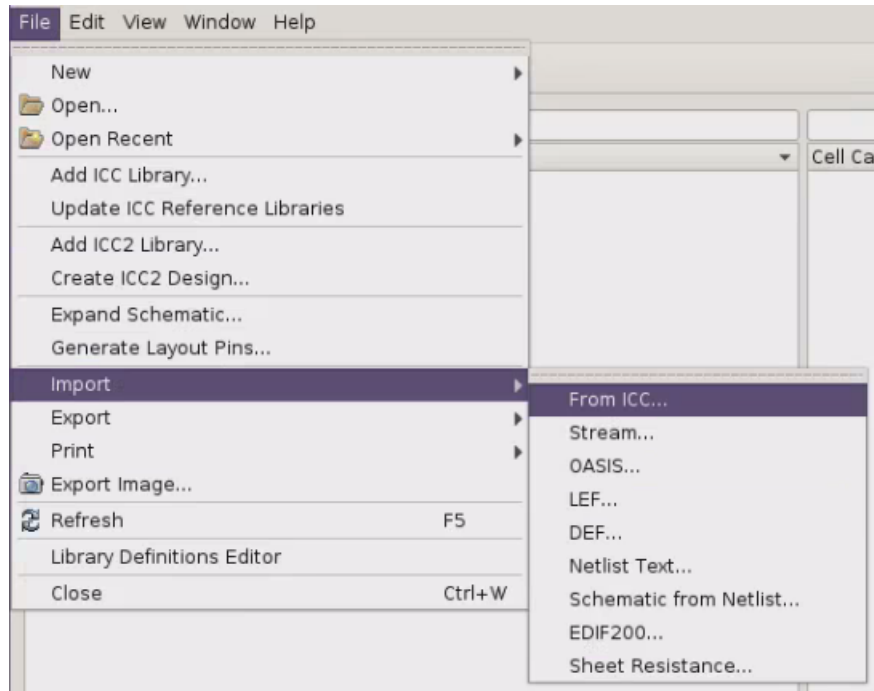 File Edit View Window Help
New
Open...
Open Recent
Cell Ca
Add ICC Library...
Update ICC Reference Libraries
Add ICC2 Library...
Create ICC2 Design...
Expand Schematic...
Generate Layout Pins...
Import
Export
Print
Export Image...
Refresh F5
Library Definitions Editor
Close Ctrl+W
From ICC...
Stream...
OASIS...
LEF...
DEF...
Netlist Text...
Schematic from Netlist...
EDIF200...
Sheet Resistance...